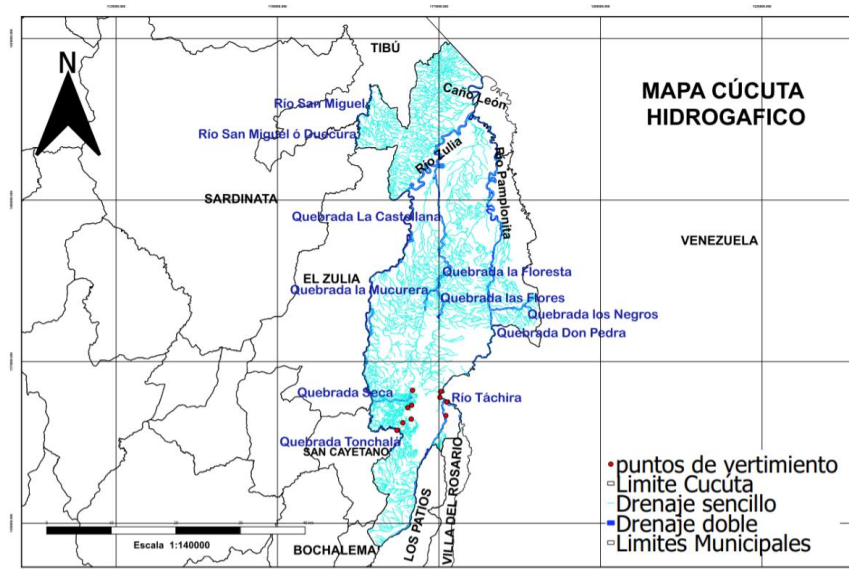 TIBÚ
N
MAPA CÚCUTA
HIDROGAFICO
Caño León
Río San Miguel
Río San Miguel ó Duecura
Río Zulia
Río Pamplonita
SARDINATA
Quebrada La Castellana
VENEZUELA
EL ZULIA
Quebrada la Floresta
Quebrada la Mucurera
Quebrada las Flores
Quebrada los Negros
Quebrada Don Pedra
Quebrada Seca
Río Táchira
Quebrada Tonchalá
SAN CAYETANO
LOS PATIOS
VILLA DEL ROSARIO
BOCHALEMA
Escala 1:140000
puntos de yertimiento
Limite Cucuta
Drenaje sencillo
Drenaje doble
Limites Municipales